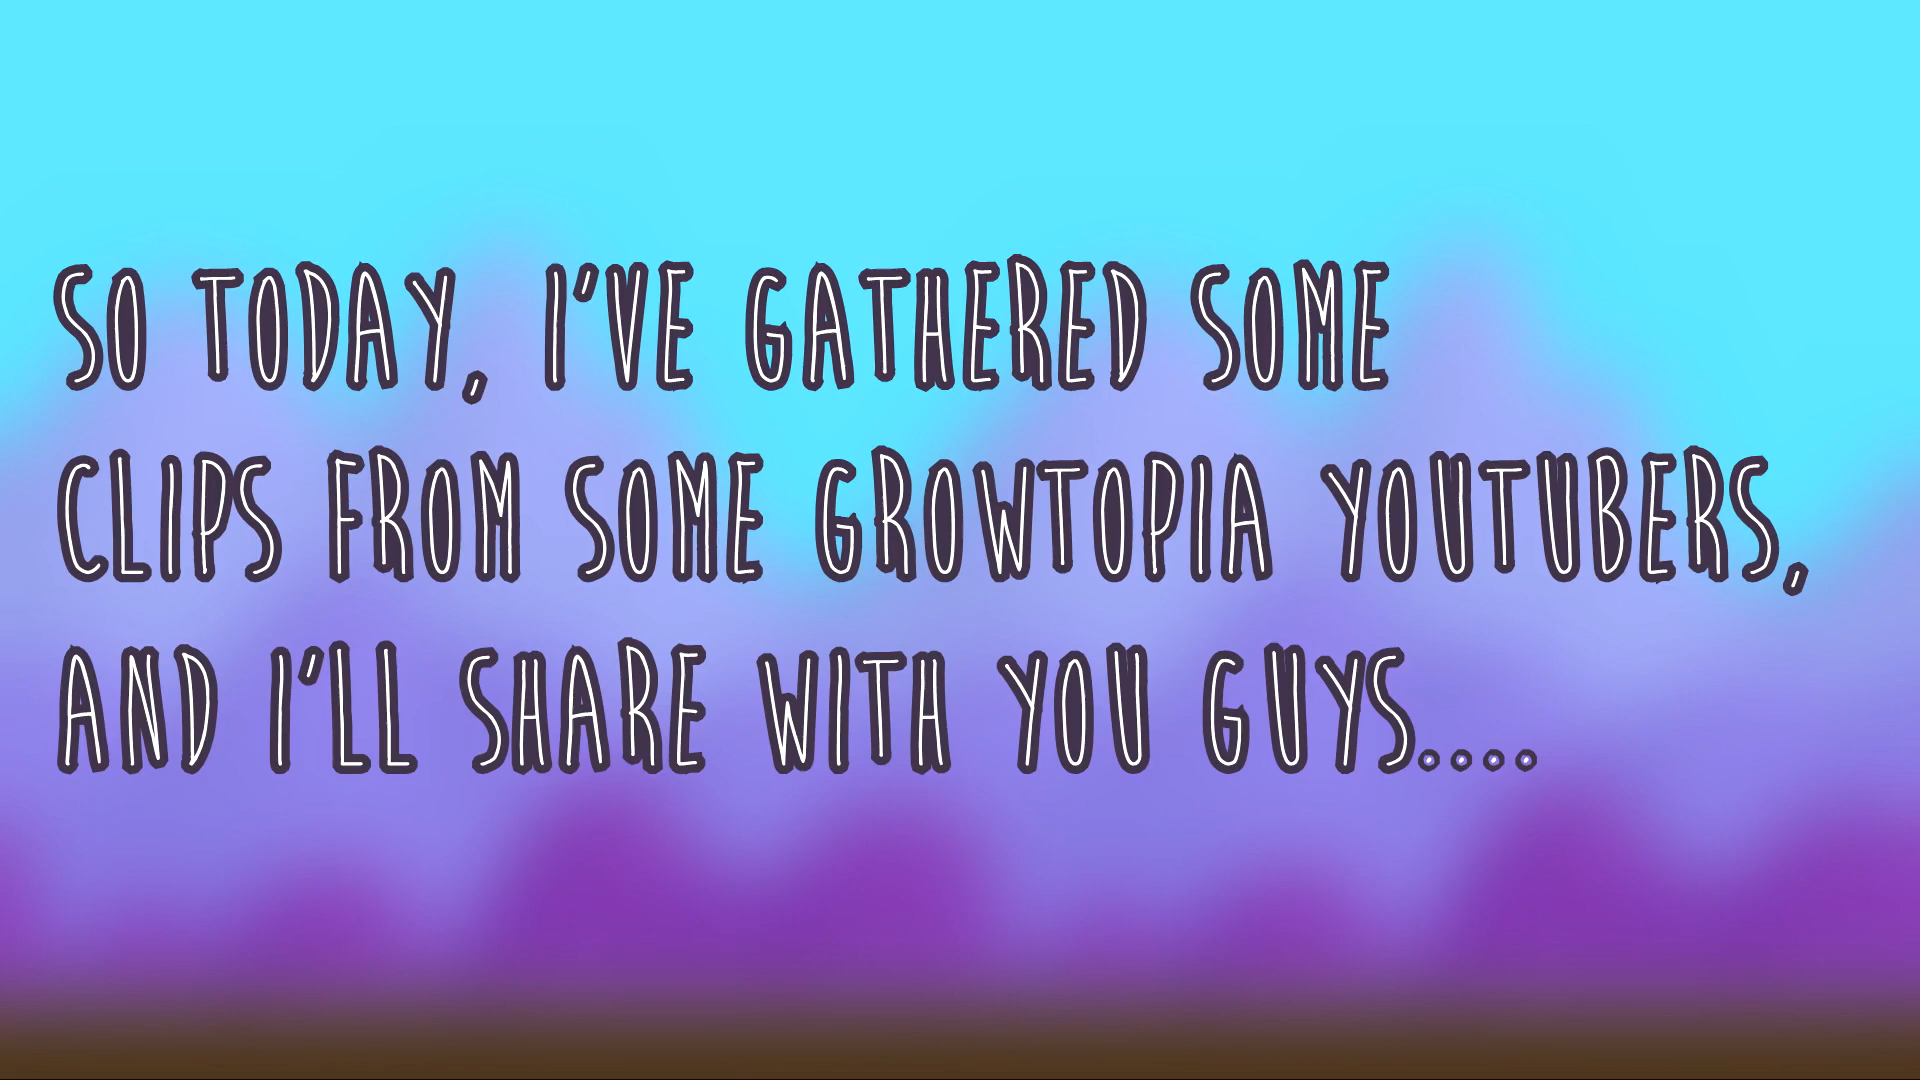 SO TODAY, I'VE GATHERED SOME
CLIPS FROM SOME GROWTOPIA YOUTUBERS,
AND I'LL SHARE WITH YOU GUYS....